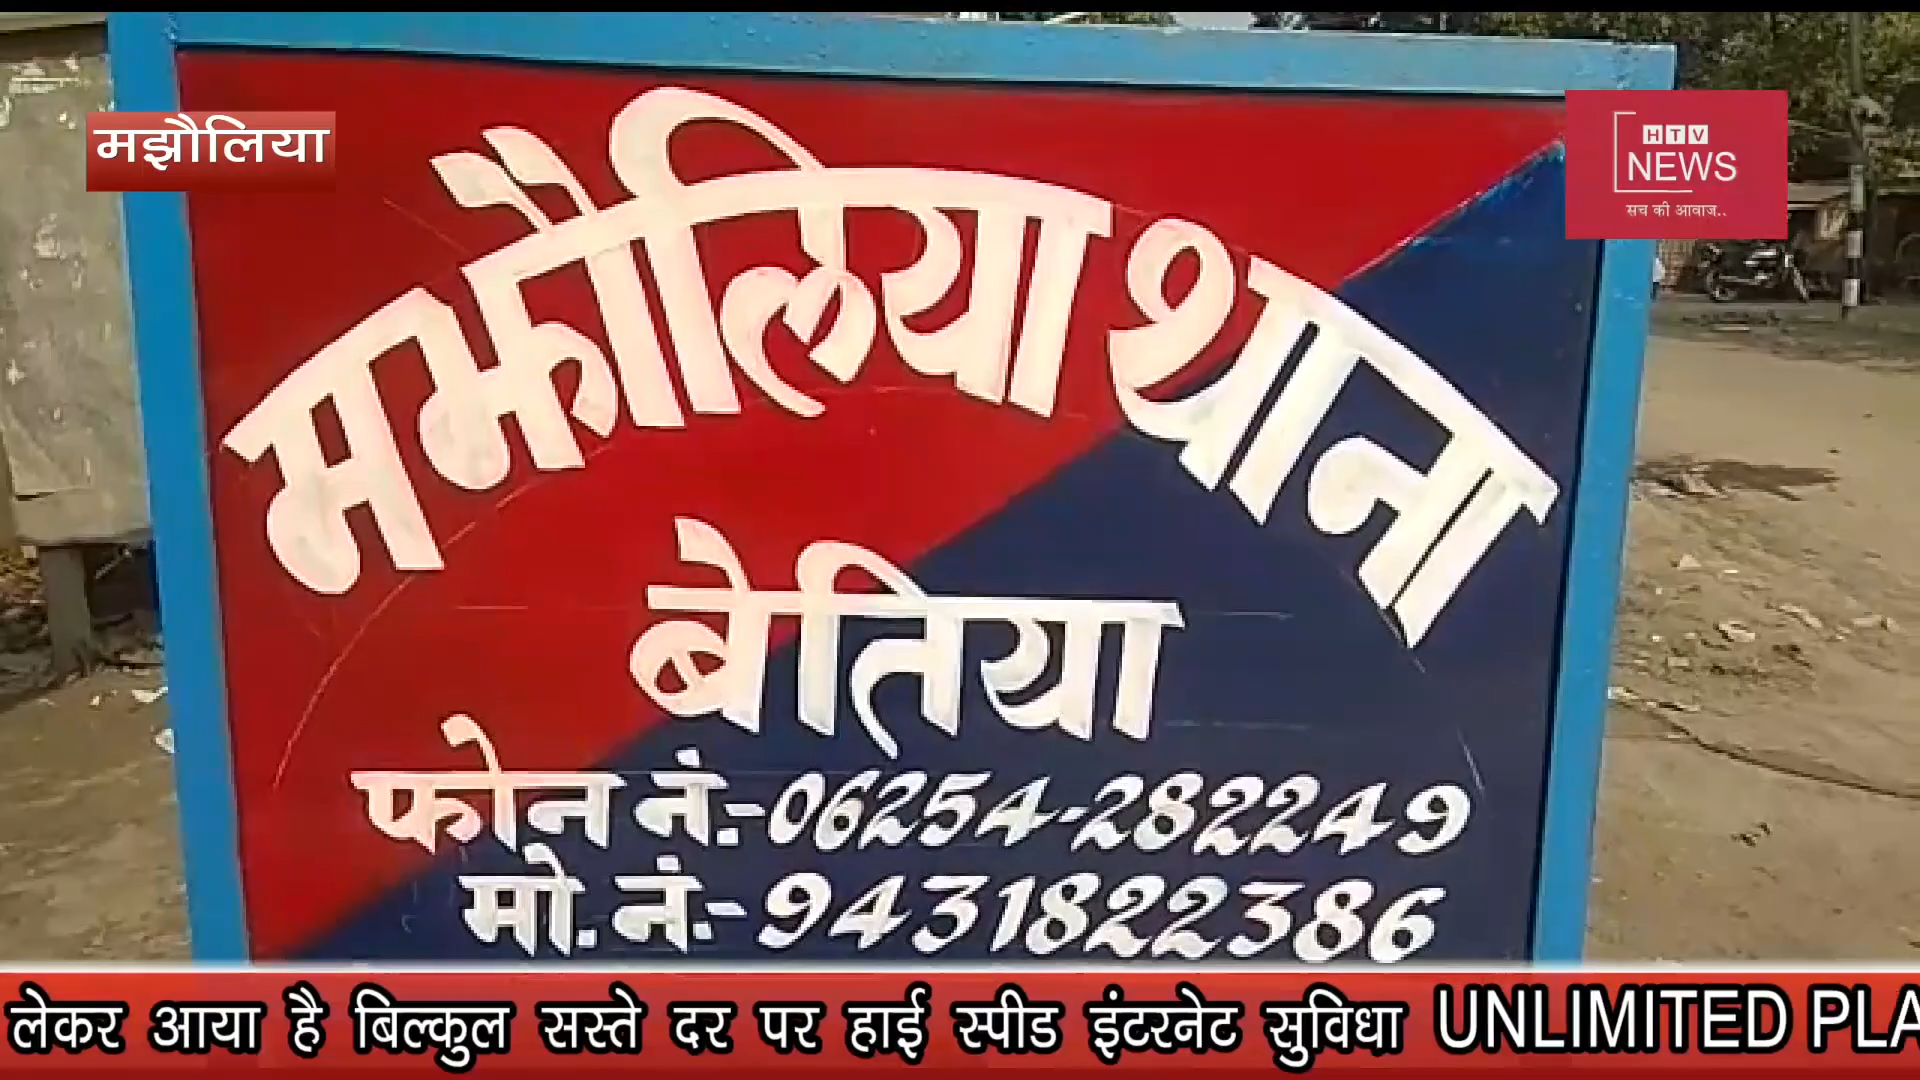 मझौलिया
HTV
NEWS
सच की आवाज..
मझौलिया थाना
बेतिया
फोन नं.-06254-282249
मो. नं.-9431822386
लेकर आया है बिल्कुल सस्ते दर पर हाई स्पीड इंटरनेट सुविधा UNLIMITED PLA